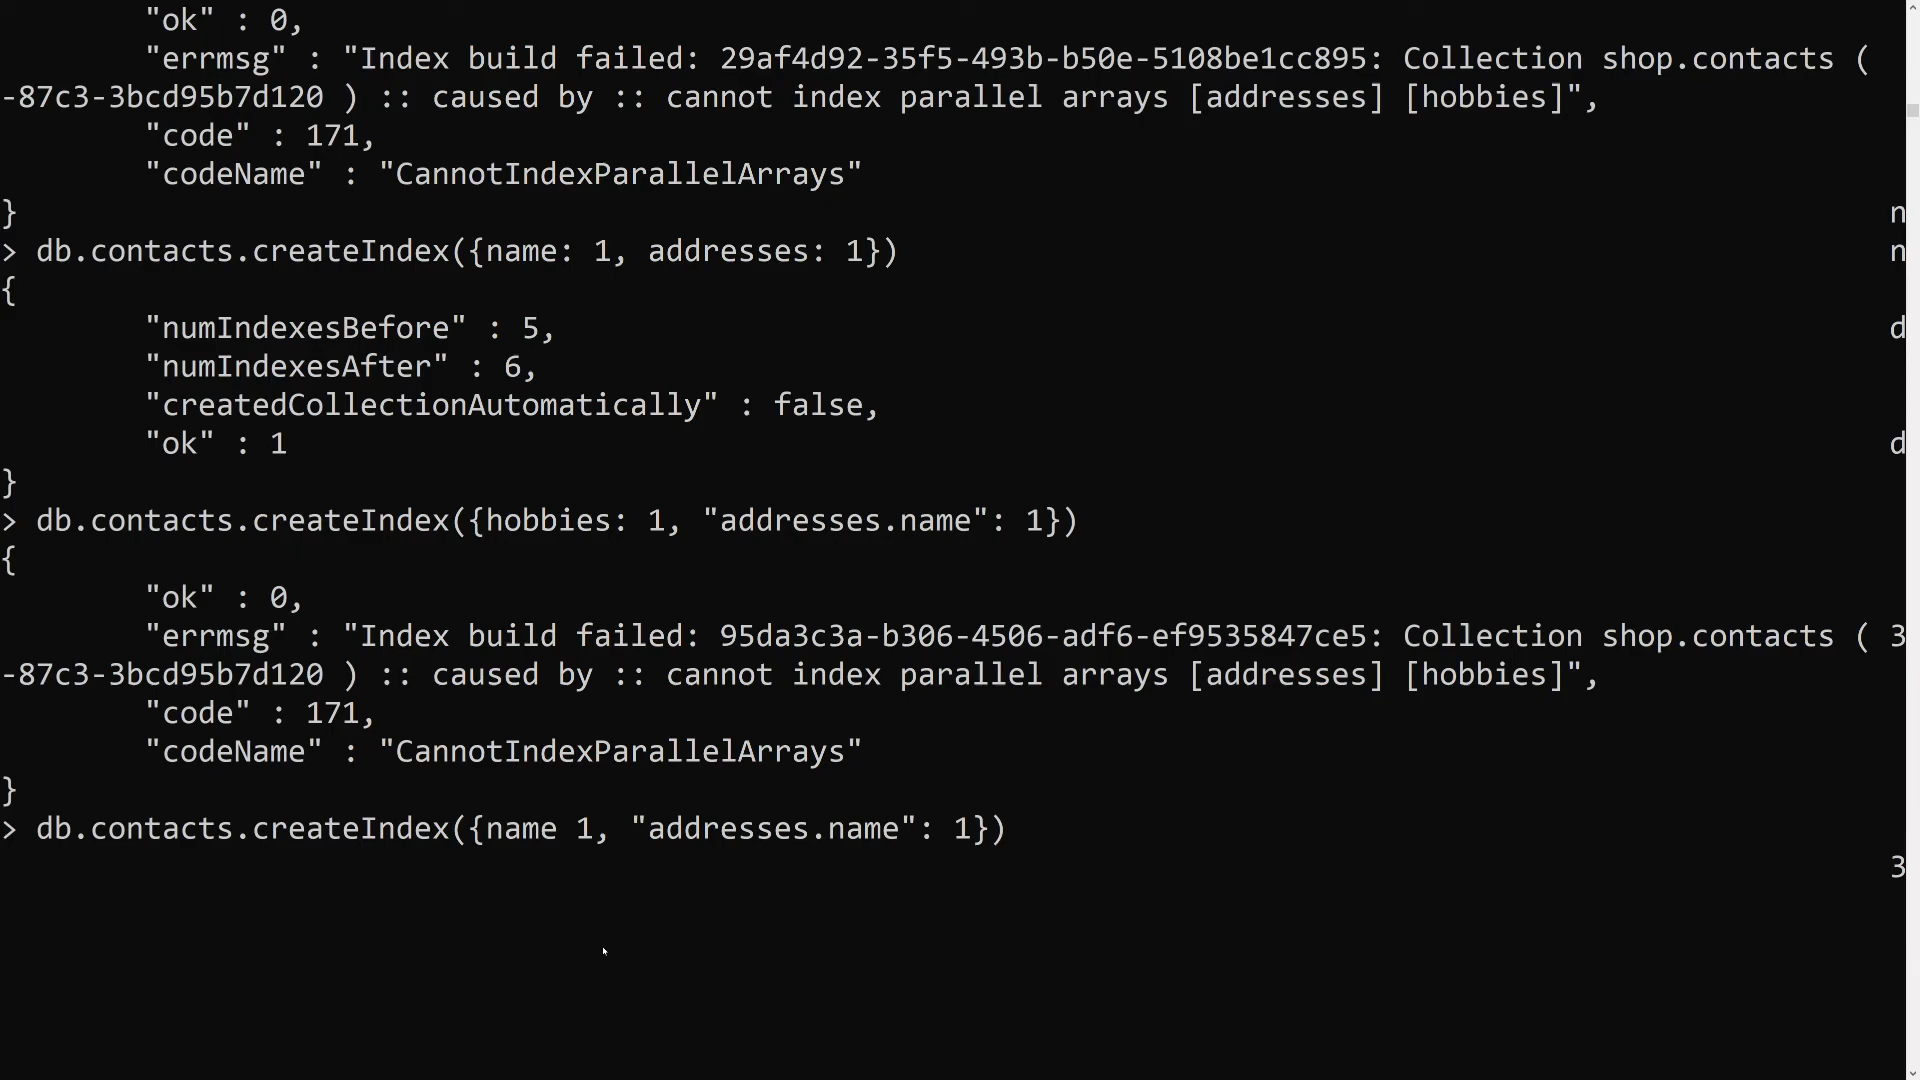 "ok" : 0,
"errmsg" : "Index build failed: 29af4d92-35f5-493b-b50e-5108be1cc895: Collection shop.contacts (
-87c3-3bcd95b7d120 ) :: caused by :: cannot index parallel arrays [addresses] [hobbies]",
"code" : 171,
"codeName" : "CannotIndexParallelArrays"
} n
> db.contacts.createIndex({name: 1, addresses: 1}) n
{
"numIndexesBefore" : 5, d
"numIndexesAfter" : 6,
"createdCollectionAutomatically" : false,
"ok" : 1 d
}
> db.contacts.createIndex({hobbies: 1, "addresses.name": 1})
{
"ok" : 0,
"errmsg" : "Index build failed: 95da3c3a-b306-4506-adf6-ef9535847ce5: Collection shop.contacts ( 3
-87c3-3bcd95b7d120 ) :: caused by :: cannot index parallel arrays [addresses] [hobbies]",
"code" : 171,
"codeName" : "CannotIndexParallelArrays"
}
> db.contacts.createIndex({name 1, "addresses.name": 1})
3